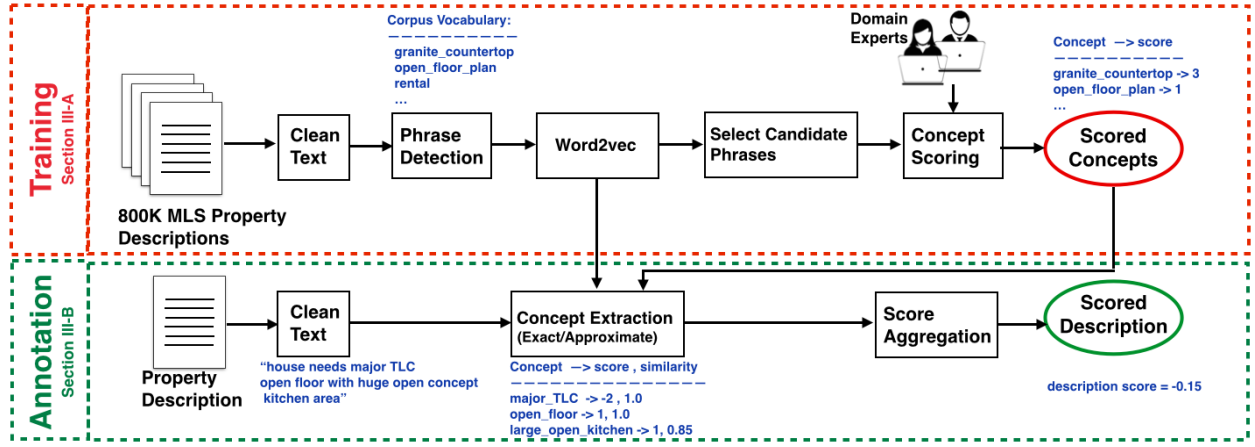 Training
Section III-A
800K MLS Property
Descriptions
Clean
Text
Corpus Vocabulary:
granite_countertop
open_floor_plan
rental
...
Phrase
Detection
Word2vec
Select Candidate
Phrases
Domain
Experts
Concept
Scoring
Concept —> score
granite_countertop -> 3
open_floor_plan -> 1
...
Scored
Concepts
Annotation
Section III-B
Property
Description
Clean
Text
“house needs major TLC
open floor with huge open concept
kitchen area”
Concept Extraction
(Exact/Approximate)
Concept —> score , similarity
major_TLC -> -2 , 1.0
open_floor -> 1, 1.0
large_open_kitchen -> 1, 0.85
Score
Aggregation
Scored
Description
description score = -0.15